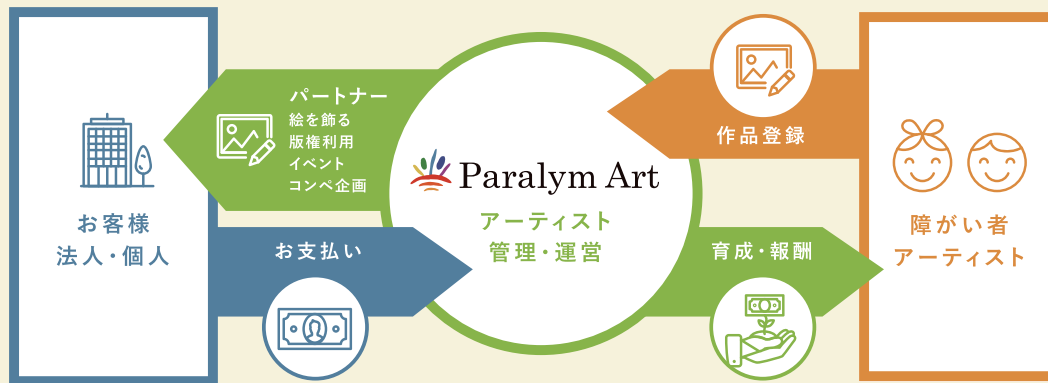 お客様
法人・個人
パートナー
絵を飾る
版権利用
イベント
コンペ企画
お支払い
Paralym Art
アーティスト
管理・運営
作品登録
育成・報酬
障がい者
アーティスト